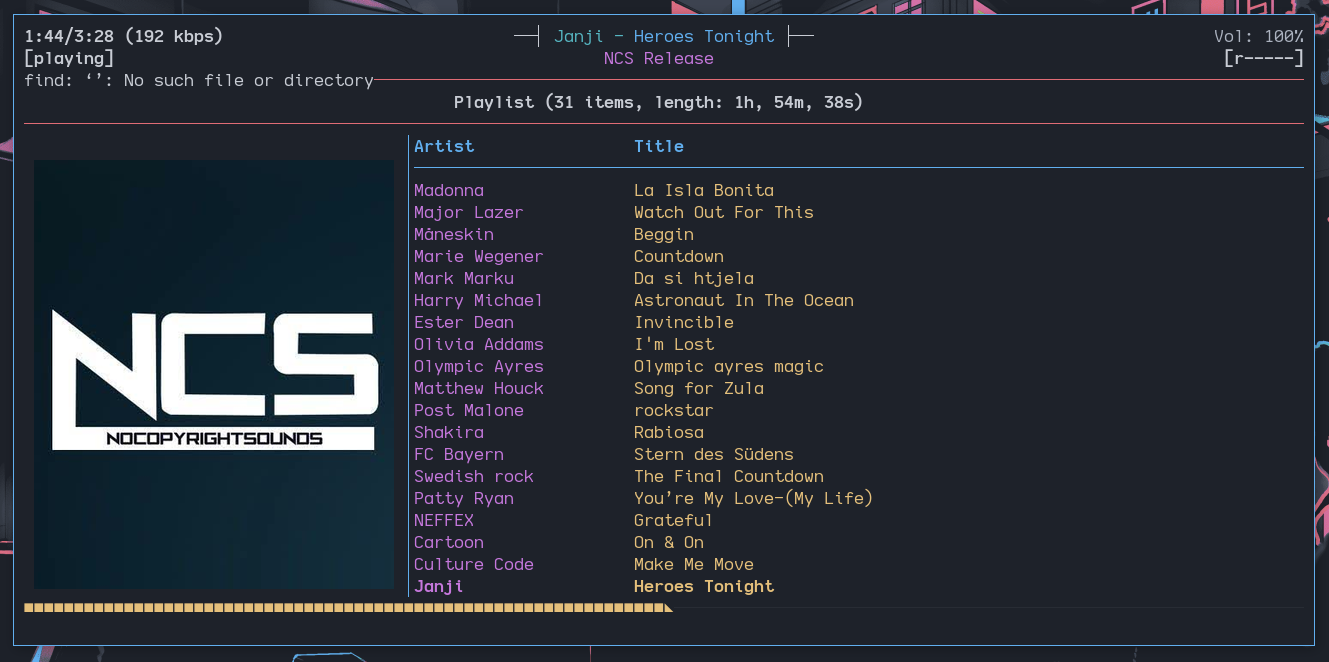 1:44/3:28 (192 kbps)
Janji - Heroes Tonight
Vol: 100%
[playing]
NCS Release
[r-----]
find: ‘’: No such file or directory
Playlist (31 items, length: 1h, 54m, 38s)
Artist Title
Madonna La Isla Bonita
Major Lazer Watch Out For This
Måneskin Beggin
Marie Wegener Countdown
Mark Marku Da si htjela
Harry Michael Astronaut In The Ocean
Ester Dean Invincible
Olivia Addams I'm Lost
Olympic Ayres Olympic ayres magic
Matthew Houck Song for Zula
Post Malone rockstar
Shakira Rabiosa
FC Bayern Stern des Südens
Swedish rock The Final Countdown
Patty Ryan You’re My Love-(My Life)
NEFFEX Grateful
Cartoon On & On
Culture Code Make Me Move
Janji Heroes Tonight
NCS
NOCOPYRIGHTSOUNDS